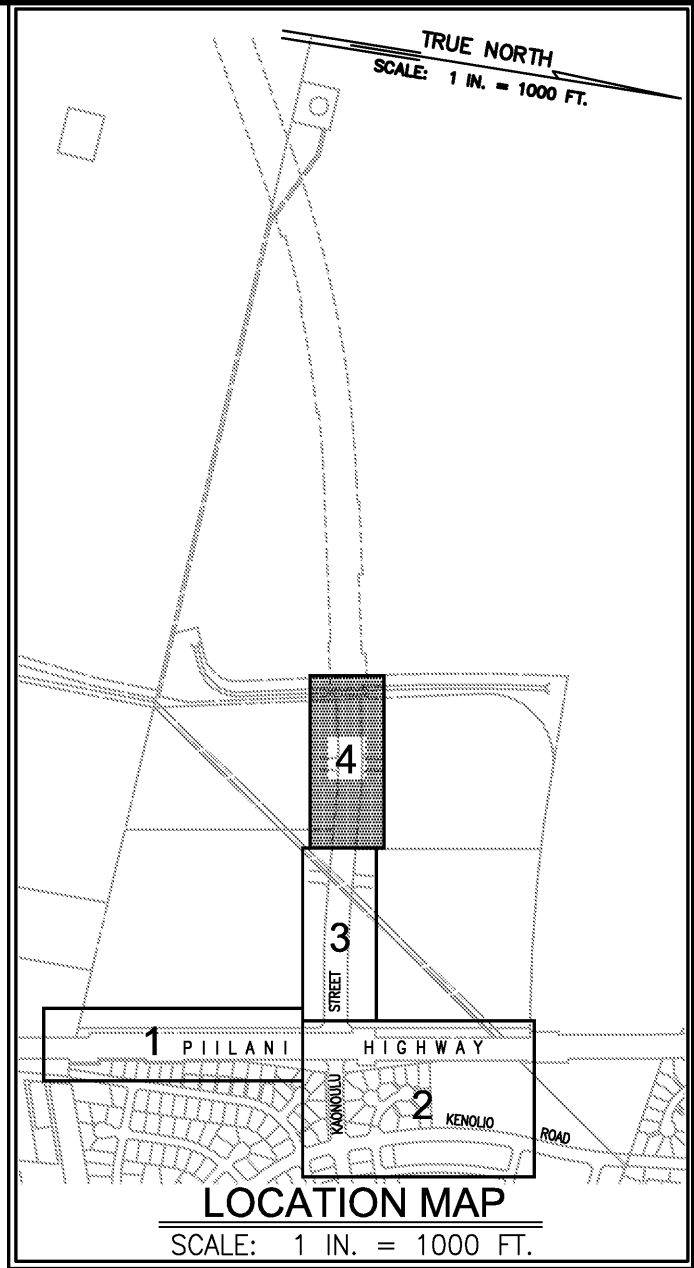 TRUE NORTH
SCALE: 1 IN. = 1000 FT.
4
3
STREET
1
PIILANI HIGHWAY
KAONOULU
2
KENOLIO ROAD
LOCATION MAP
SCALE: 1 IN. = 1000 FT.